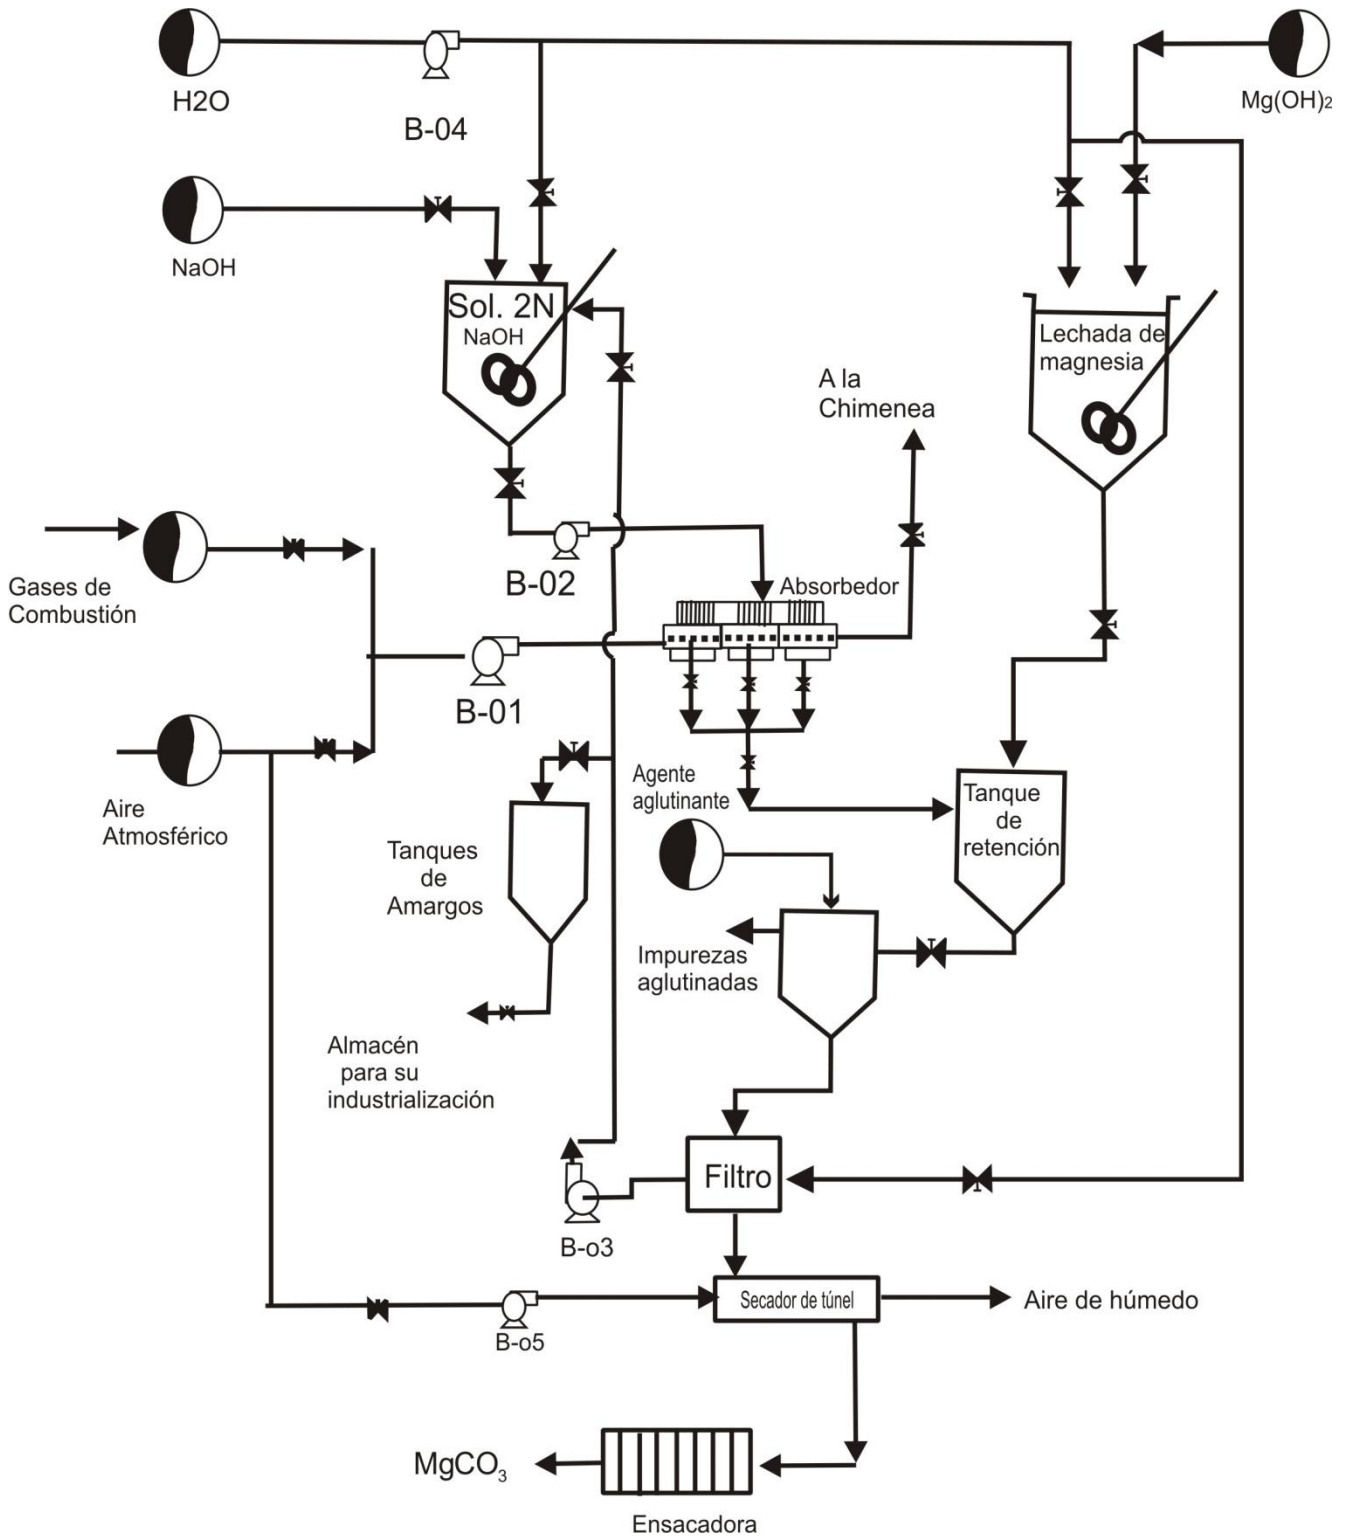 H2O
B-04
Mg(OH)2
NaOH
Sol. 2N
NaOH
Lechada de
magnesia
A la
Chimenea
Gases de
Combustión
B-02
Absorbedor
B-01
Aire
Atmosférico
Agente
aglutinante
Tanque
de
retención
Tanques
de
Amargos
Impurezas
aglutinadas
Almacén
para su
industrialización
Filtro
B-o3
Secador de túnel
Aire de húmedo
B-o5
MgCO3
Ensacadora